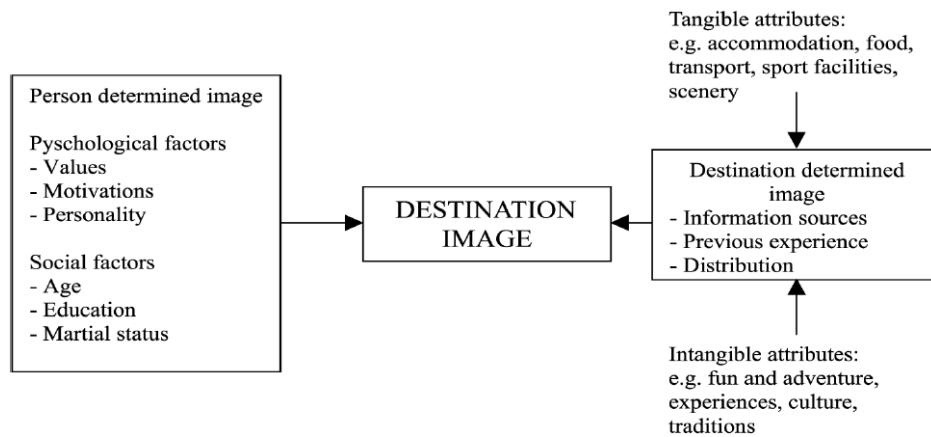 Person determined image
Pyschological factors
- Values
- Motivations
- Personality
Social factors
- Age
- Education
- Martial status
DESTINATION
IMAGE
Tangible attributes:
e.g. accommodation, food,
transport, sport facilities,
scenery
Destination determined
image
- Information sources
- Previous experience
- Distribution
Intangible attributes:
e.g. fun and adventure,
experiences, culture,
traditions